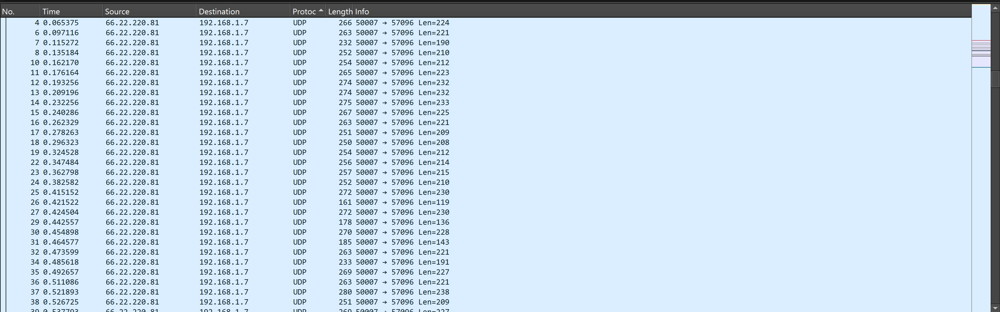 No. Time Source Destination Protoc Length Info
4 0.065375 66.22.220.81 192.168.1.7 UDP 266 50007 → 57096 Len=224
6 0.097116 66.22.220.81 192.168.1.7 UDP 263 50007 → 57096 Len=221
7 0.115272 66.22.220.81 192.168.1.7 UDP 232 50007 → 57096 Len=190
8 0.135184 66.22.220.81 192.168.1.7 UDP 252 50007 → 57096 Len=210
10 0.162170 66.22.220.81 192.168.1.7 UDP 254 50007 → 57096 Len=212
11 0.176164 66.22.220.81 192.168.1.7 UDP 265 50007 → 57096 Len=223
12 0.193256 66.22.220.81 192.168.1.7 UDP 274 50007 → 57096 Len=232
13 0.209196 66.22.220.81 192.168.1.7 UDP 274 50007 → 57096 Len=232
14 0.232256 66.22.220.81 192.168.1.7 UDP 275 50007 → 57096 Len=233
15 0.240286 66.22.220.81 192.168.1.7 UDP 267 50007 → 57096 Len=225
16 0.262329 66.22.220.81 192.168.1.7 UDP 263 50007 → 57096 Len=221
17 0.278263 66.22.220.81 192.168.1.7 UDP 251 50007 → 57096 Len=209
18 0.296323 66.22.220.81 192.168.1.7 UDP 250 50007 → 57096 Len=208
19 0.324528 66.22.220.81 192.168.1.7 UDP 254 50007 → 57096 Len=212
22 0.347484 66.22.220.81 192.168.1.7 UDP 256 50007 → 57096 Len=214
23 0.362798 66.22.220.81 192.168.1.7 UDP 257 50007 → 57096 Len=215
24 0.382582 66.22.220.81 192.168.1.7 UDP 252 50007 → 57096 Len=210
25 0.415152 66.22.220.81 192.168.1.7 UDP 272 50007 → 57096 Len=230
26 0.421522 66.22.220.81 192.168.1.7 UDP 161 50007 → 57096 Len=119
27 0.424504 66.22.220.81 192.168.1.7 UDP 272 50007 → 57096 Len=230
29 0.442557 66.22.220.81 192.168.1.7 UDP 178 50007 → 57096 Len=136
30 0.454898 66.22.220.81 192.168.1.7 UDP 270 50007 → 57096 Len=228
31 0.464577 66.22.220.81 192.168.1.7 UDP 185 50007 → 57096 Len=143
32 0.473599 66.22.220.81 192.168.1.7 UDP 263 50007 → 57096 Len=221
34 0.485618 66.22.220.81 192.168.1.7 UDP 233 50007 → 57096 Len=191
35 0.492657 66.22.220.81 192.168.1.7 UDP 269 50007 → 57096 Len=227
36 0.511086 66.22.220.81 192.168.1.7 UDP 263 50007 → 57096 Len=221
37 0.521893 66.22.220.81 192.168.1.7 UDP 280 50007 → 57096 Len=238
38 0.526725 66.22.220.81 192.168.1.7 UDP 251 50007 → 57096 Len=209
39 0.537793 66.22.220.81 192.168.1.7 UDP 269 50007 → 57096 Len=227